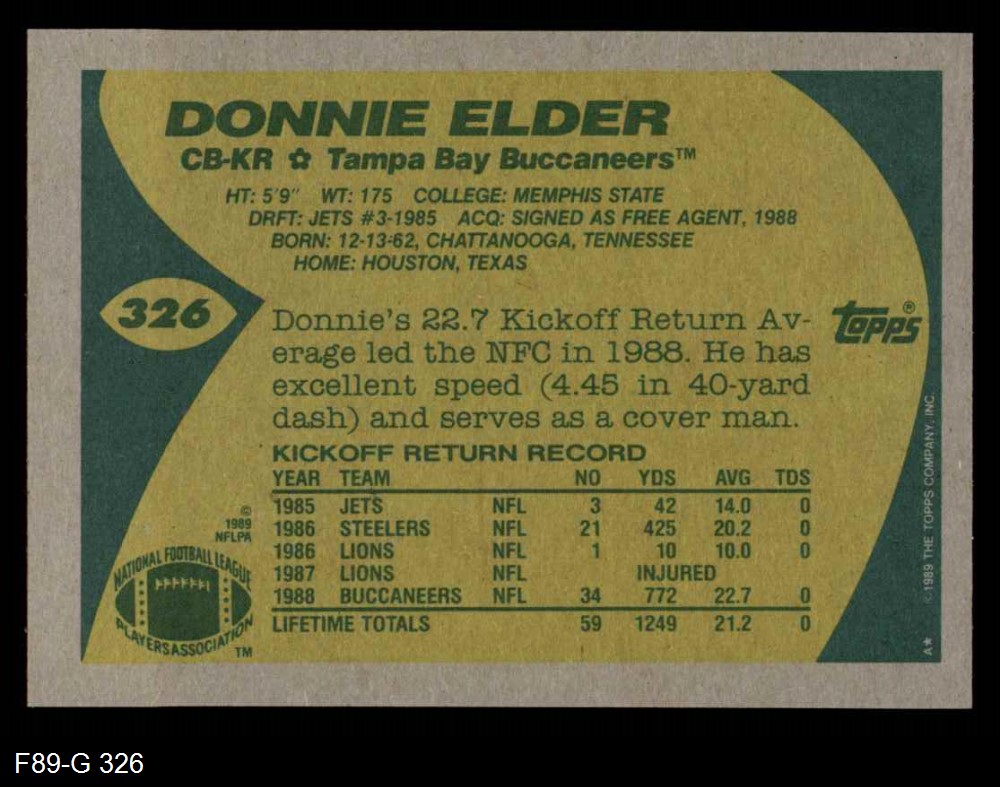 DONNIE ELDER
CB-KR ✩ Tampa Bay Buccaneers™
HT: 5'9" WT: 175 COLLEGE: MEMPHIS STATE
DRFT: JETS #3-1985 ACQ: SIGNED AS FREE AGENT, 1988
BORN: 12-13-62, CHATTANOOGA, TENNESSEE
HOME: HOUSTON, TEXAS
326
Donnie's 22.7 Kickoff Return Av-
erage led the NFC in 1988. He has
excellent speed (4.45 in 40-yard
dash) and serves as a cover man.
topps®
KICKOFF RETURN RECORD
YEAR TEAM NO YDS AVG TDS
1985 JETS NFL 3 42 14.0 0
1986 STEELERS NFL 21 425 20.2 0
1986 LIONS NFL 1 10 10.0 0
1987 LIONS NFL INJURED
1988 BUCCANEERS NFL 34 772 22.7 0
LIFETIME TOTALS 59 1249 21.2 0
©
1989
NFLPA
NATIONAL FOOTBALL LEAGUE
PLAYERS ASSOCIATION
TM
©1989 THE TOPPS COMPANY, INC.
A*
F89-G 326